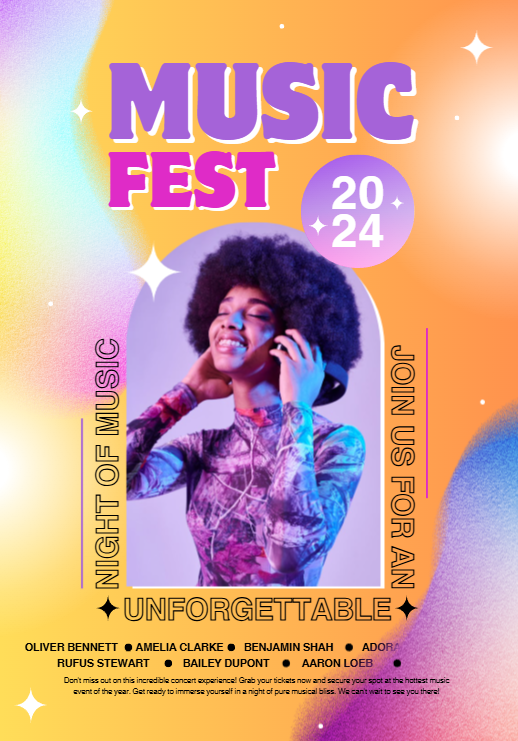 MUSIC
FEST
20
24
JOIN US FOR AN
UNFORGETTABLE
NIGHT OF MUSIC
OLIVER BENNETT ● AMELIA CLARKE ● BENJAMIN SHAH ●
RUFUS STEWART ● BAILEY DUPONT ● AARON LOEB ●
Don't miss out on this incredible concert experience! Grab your tickets now and secure your spot at the hottest music
event of the year. Get ready to immerse yourself in a night of pure musical bliss. We can't wait to see you there!